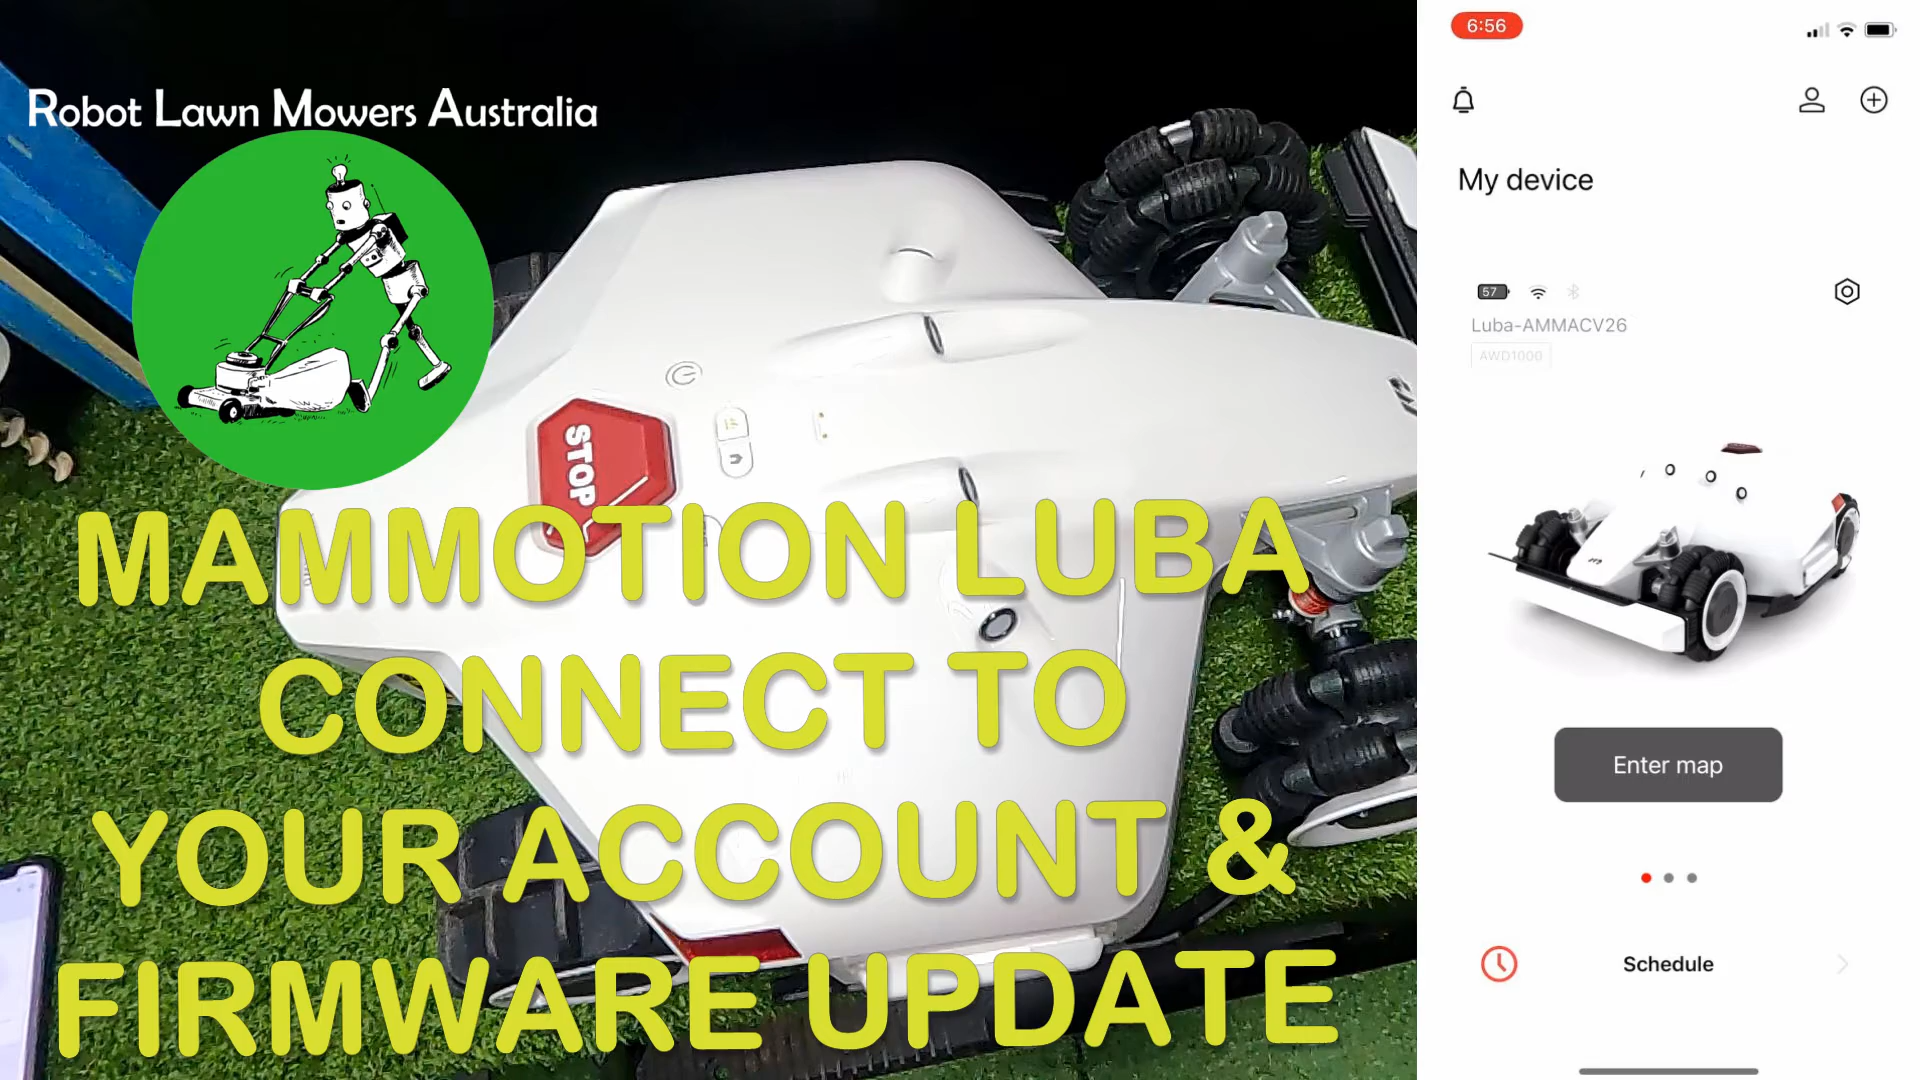 Robot Lawn Mowers Australia
STOP
MAMMOTION LUBA
CONNECT TO
YOUR ACCOUNT &
FIRMWARE UPDATE
6:56
My device
57
Luba-AMMACV26
AWD1000
Enter map
Schedule